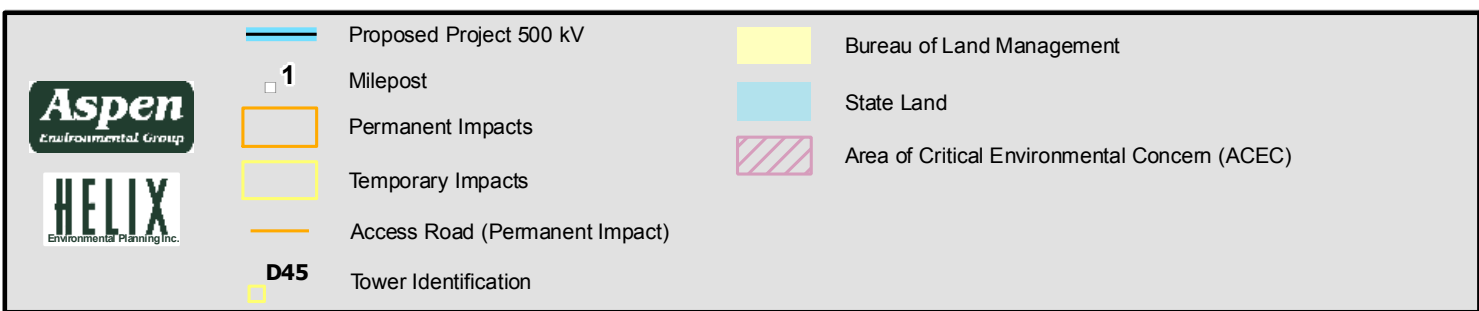 Aspen
Environmental Group
HELIX
Environmental Planning Inc.
Proposed Project 500 kV
1
Milepost
Permanent Impacts
Temporary Impacts
Access Road (Permanent Impact)
D45
Tower Identification
Bureau of Land Management
State Land
Area of Critical Environmental Concern (ACEC)